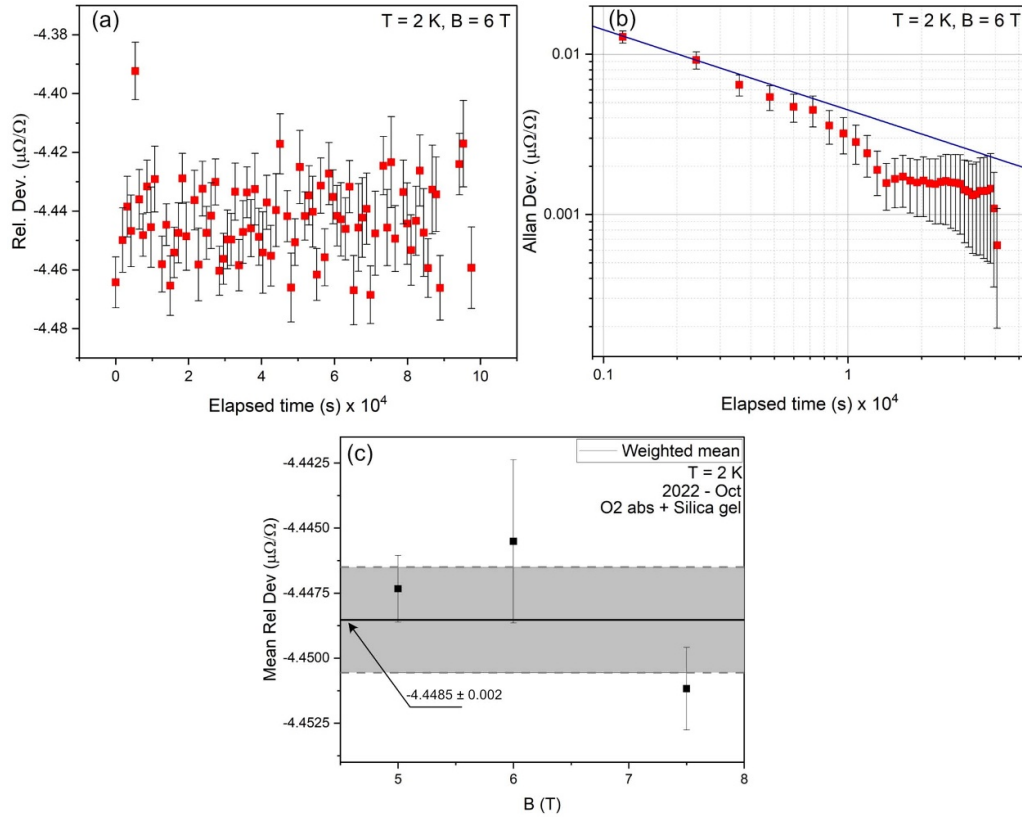 (a)
T = 2 K, B = 6 T
-4.38
-4.40
-4.42
-4.44
-4.46
-4.48
Rel. Dev. (μΩ/Ω)
0
2
4
6
8
10
Elapsed time (s) x 10⁴
(b)
T = 2 K, B = 6 T
0.01
0.001
Allan Dev. (μΩ/Ω)
0.1
1
Elapsed time (s) x 10⁴
(c)
Weighted mean
T = 2 K
2022 - Oct
O2 abs + Silica gel
-4.4425
-4.4450
-4.4475
-4.4500
-4.4525
Mean Rel Dev (μΩ/Ω)
-4.4485 ± 0.002
5
6
7
8
B (T)